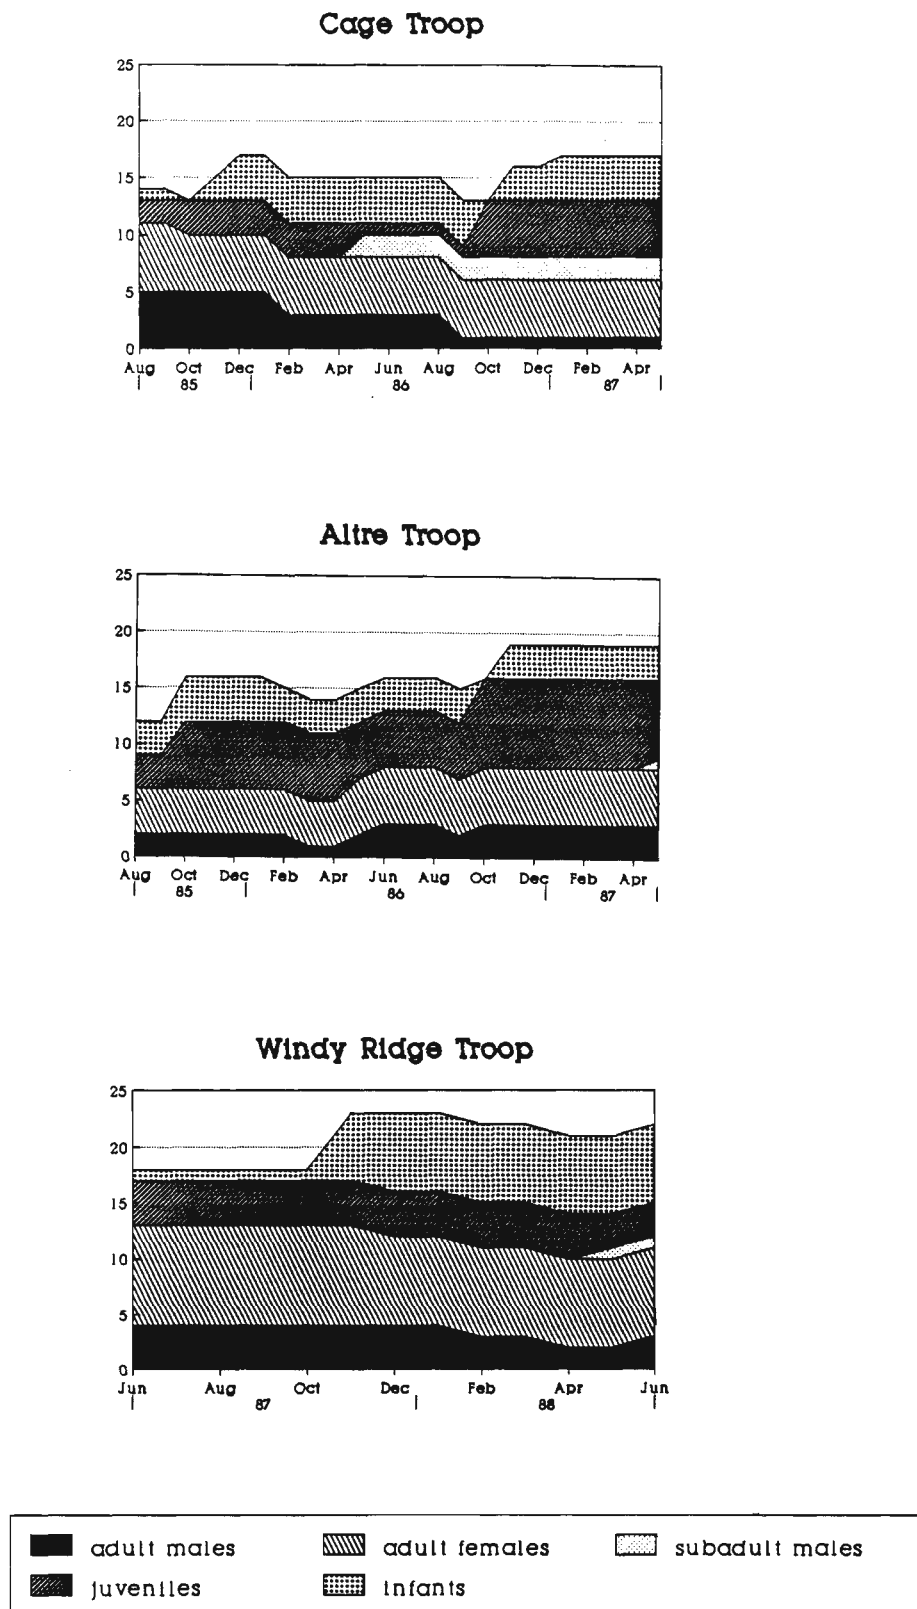 Cage Troop
25
20
15
10
5
0
Aug Oct Dec Feb Apr Jun Aug Oct Dec Feb Apr
| 85 | 86 | 87 |
Altre Troop
25
20
15
10
5
0
Aug Oct Dec Feb Apr Jun Aug Oct Dec Feb Apr
| 85 | 86 | 87 |
Windy Ridge Troop
25
20
15
10
5
0
Jun Aug Oct Dec Feb Apr Jun
| 87 | 88 |
adult males adult females subadult males
juveniles infants